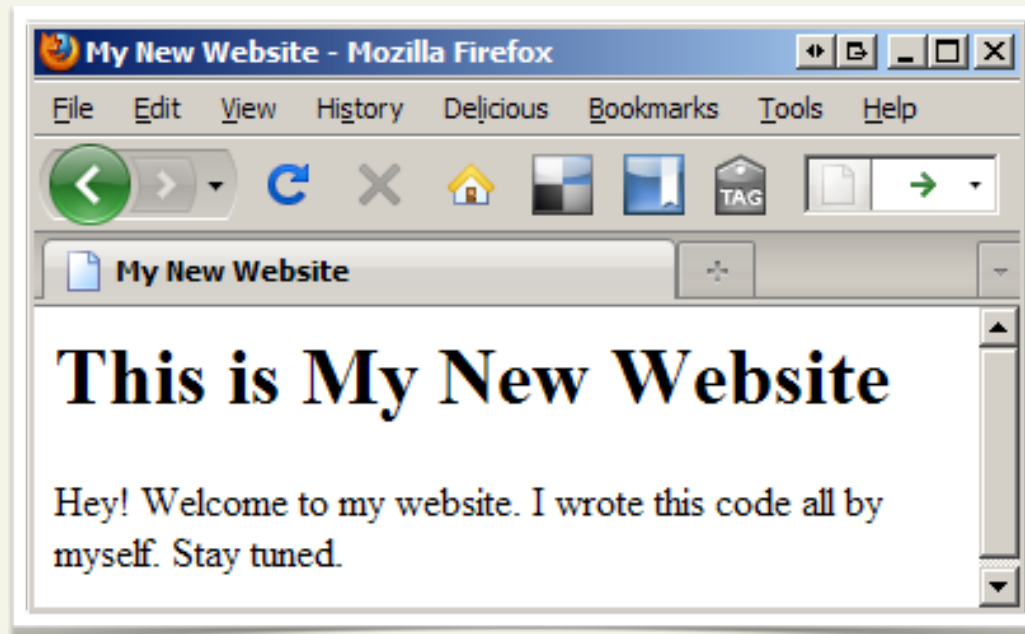 My New Website - Mozilla Firefox
File Edit View History Delicious Bookmarks Tools Help
TAG
My New Website
This is My New Website
Hey! Welcome to my website. I wrote this code all by
myself. Stay tuned.